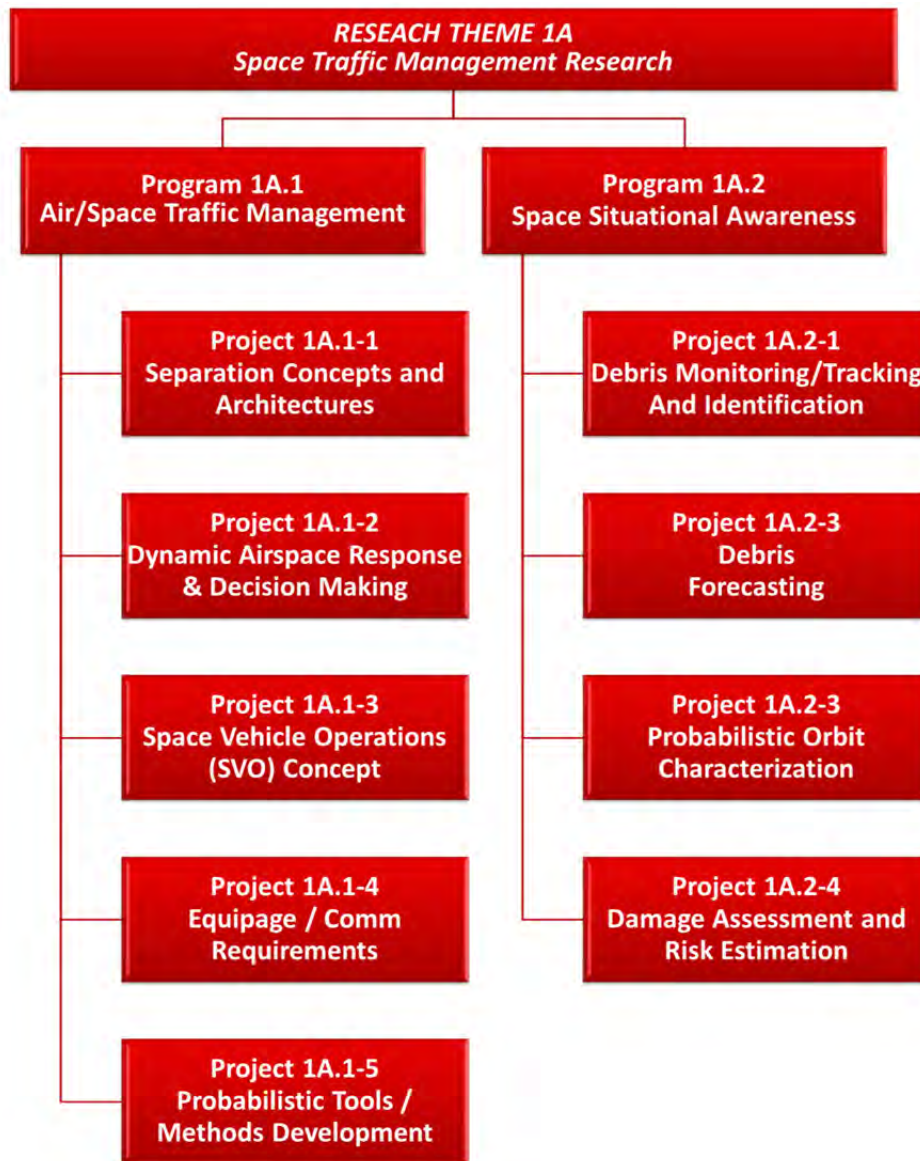 RESEACH THEME 1A
Space Traffic Management Research
Program 1A.1
Air/Space Traffic Management
Project 1A.1-1
Separation Concepts and
Architectures
Project 1A.1-2
Dynamic Airspace Response
& Decision Making
Project 1A.1-3
Space Vehicle Operations
(SVO) Concept
Project 1A.1-4
Equipage / Comm
Requirements
Project 1A.1-5
Probabilistic Tools /
Methods Development
Program 1A.2
Space Situational Awareness
Project 1A.2-1
Debris Monitoring/Tracking
And Identification
Project 1A.2-3
Debris
Forecasting
Project 1A.2-3
Probabilistic Orbit
Characterization
Project 1A.2-4
Damage Assessment and
Risk Estimation